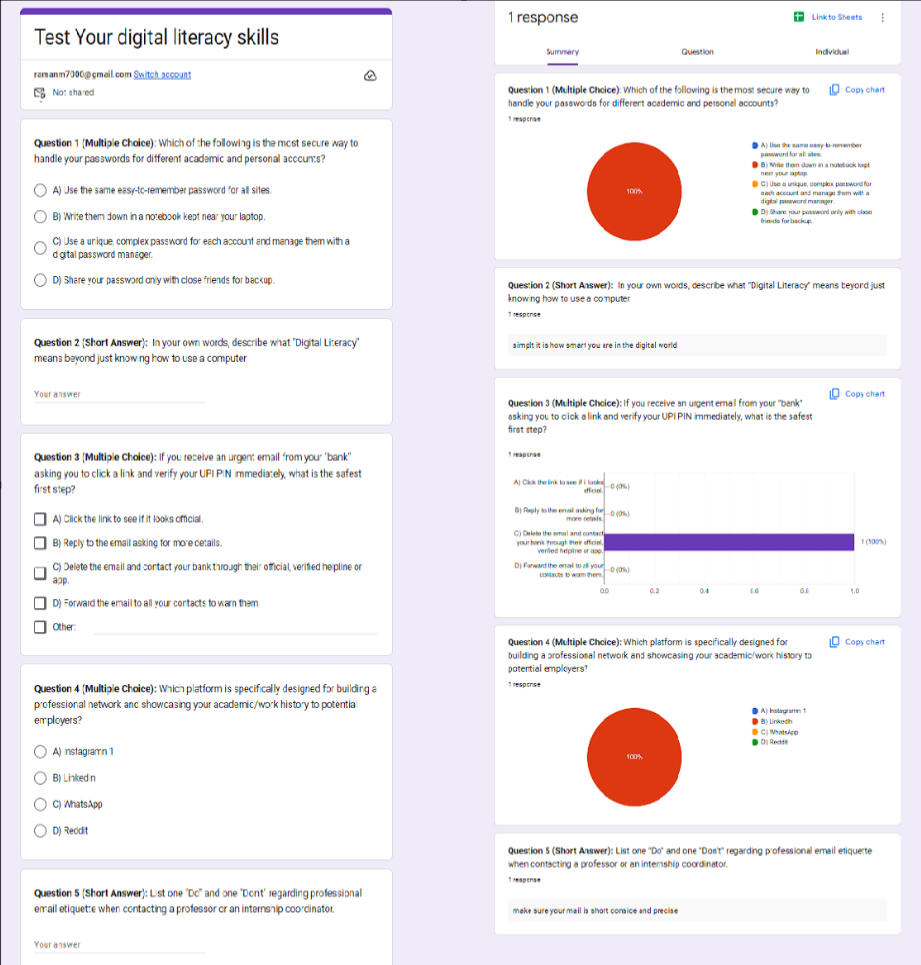 Test Your digital literacy skills
ramanm7000@gmail.com Switch account
Not shared
Question 1 (Multiple Choice): Which of the following is the most secure way to
handle your passwords for different academic and personal accounts?
A) Use the same easy-to-remember password for all sites.
B) Write them down in a notebook kept near your laptop.
C) Use a unique, complex password for each account and manage them with a
digital password manager.
D) Share your password only with close friends for backup.
Question 2 (Short Answer): In your own words, describe what "Digital Literacy"
means beyond just knowing how to use a computer
Your answer
Question 3 (Multiple Choice): If you receive an urgent email from your "bank"
asking you to click a link and verify your UPI PIN immediately, what is the safest
first step?
A) Click the link to see if it looks official.
B) Reply to the email asking for more details.
C) Delete the email and contact your bank through their official, verified helpline or
app.
D) Forward the email to all your contacts to warn them.
Other:
Question 4 (Multiple Choice): Which platform is specifically designed for building a
professional network and showcasing your academic/work history to potential
employers?
A) Instagram 1
B) LinkedIn
C) WhatsApp
D) Reddit
Question 5 (Short Answer): List one "Do" and one "Don't" regarding professional
email etiquette when contacting a professor or an internship coordinator.
Your answer
1 response
Link to Sheets
Summary
Question
Individual
Question 1 (Multiple Choice): Which of the following is the most secure way to
handle your passwords for different academic and personal accounts?
Copy chart
1 response
100%
A) Use the same easy-to-remember
password for all sites.
B) Write them down in a notebook kept
near your laptop.
C) Use a unique, complex password for
each account and manage them with a
digital password manager.
D) Share your password only with close
friends for backup.
Question 2 (Short Answer): In your own words, describe what "Digital Literacy" means beyond just
knowing how to use a computer
1 response
simplt it is how smart you are in the digital world
Copy chart
Question 3 (Multiple Choice): If you receive an urgent email from your "bank"
asking you to click a link and verify your UPI PIN immediately, what is the safest
first step?
1 response
A) Click the link to see if it looks
official.
0 (0%)
B) Reply to the email asking for
more details.
0 (0%)
C) Delete the email and contact
your bank through their official,
verified helpline or app.
1 (100%)
D) Forward the email to all your
contacts to warn them.
0 (0%)
0.0
0.2
0.4
0.6
0.8
1.0
Question 4 (Multiple Choice): Which platform is specifically designed for
building a professional network and showcasing your academic/work history to
potential employers?
Copy chart
1 response
100%
A) Instagram 1
B) LinkedIn
C) WhatsApp
D) Reddit
Question 5 (Short Answer): List one "Do" and one "Don't" regarding professional email etiquette
when contacting a professor or an internship coordinator.
1 response
make sure your mail is short consice and precise